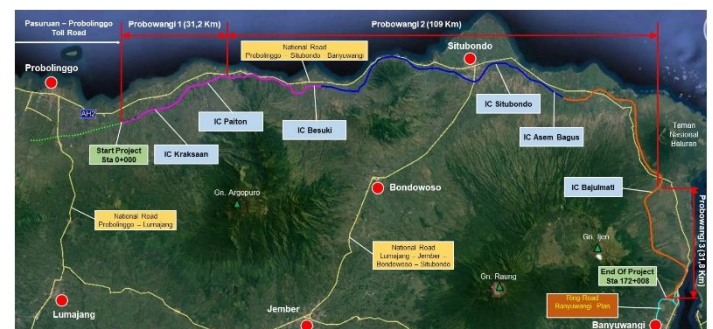 Pasuruan – Probolinggo
Toll Road
Probowangi 1 (31,2 Km)
Probowangi 2 (109 Km)
National Road
Probolinggo - Situbondo - Banyuwangi
Situbondo
Probolinggo
IC Paiton
IC Besuki
IC Situbondo
IC Asem Bagus
Taman
Nasional
Baluran
Start Project
Sta 0+000
IC Kraksaan
Gn. Argopuro
Bondowoso
IC Bajulmati
National Road
Probolinggo – Lumajang
National Road
Lumajang – Jember –
Bondowoso – Situbondo
Gn. Ijen
Gn. Raung
Probowangi 3 (31,8 Km)
End Of Project
Sta 172+008
Ring Road
Banyuwangi Plan
Lumajang
Jember
Banyuwangi